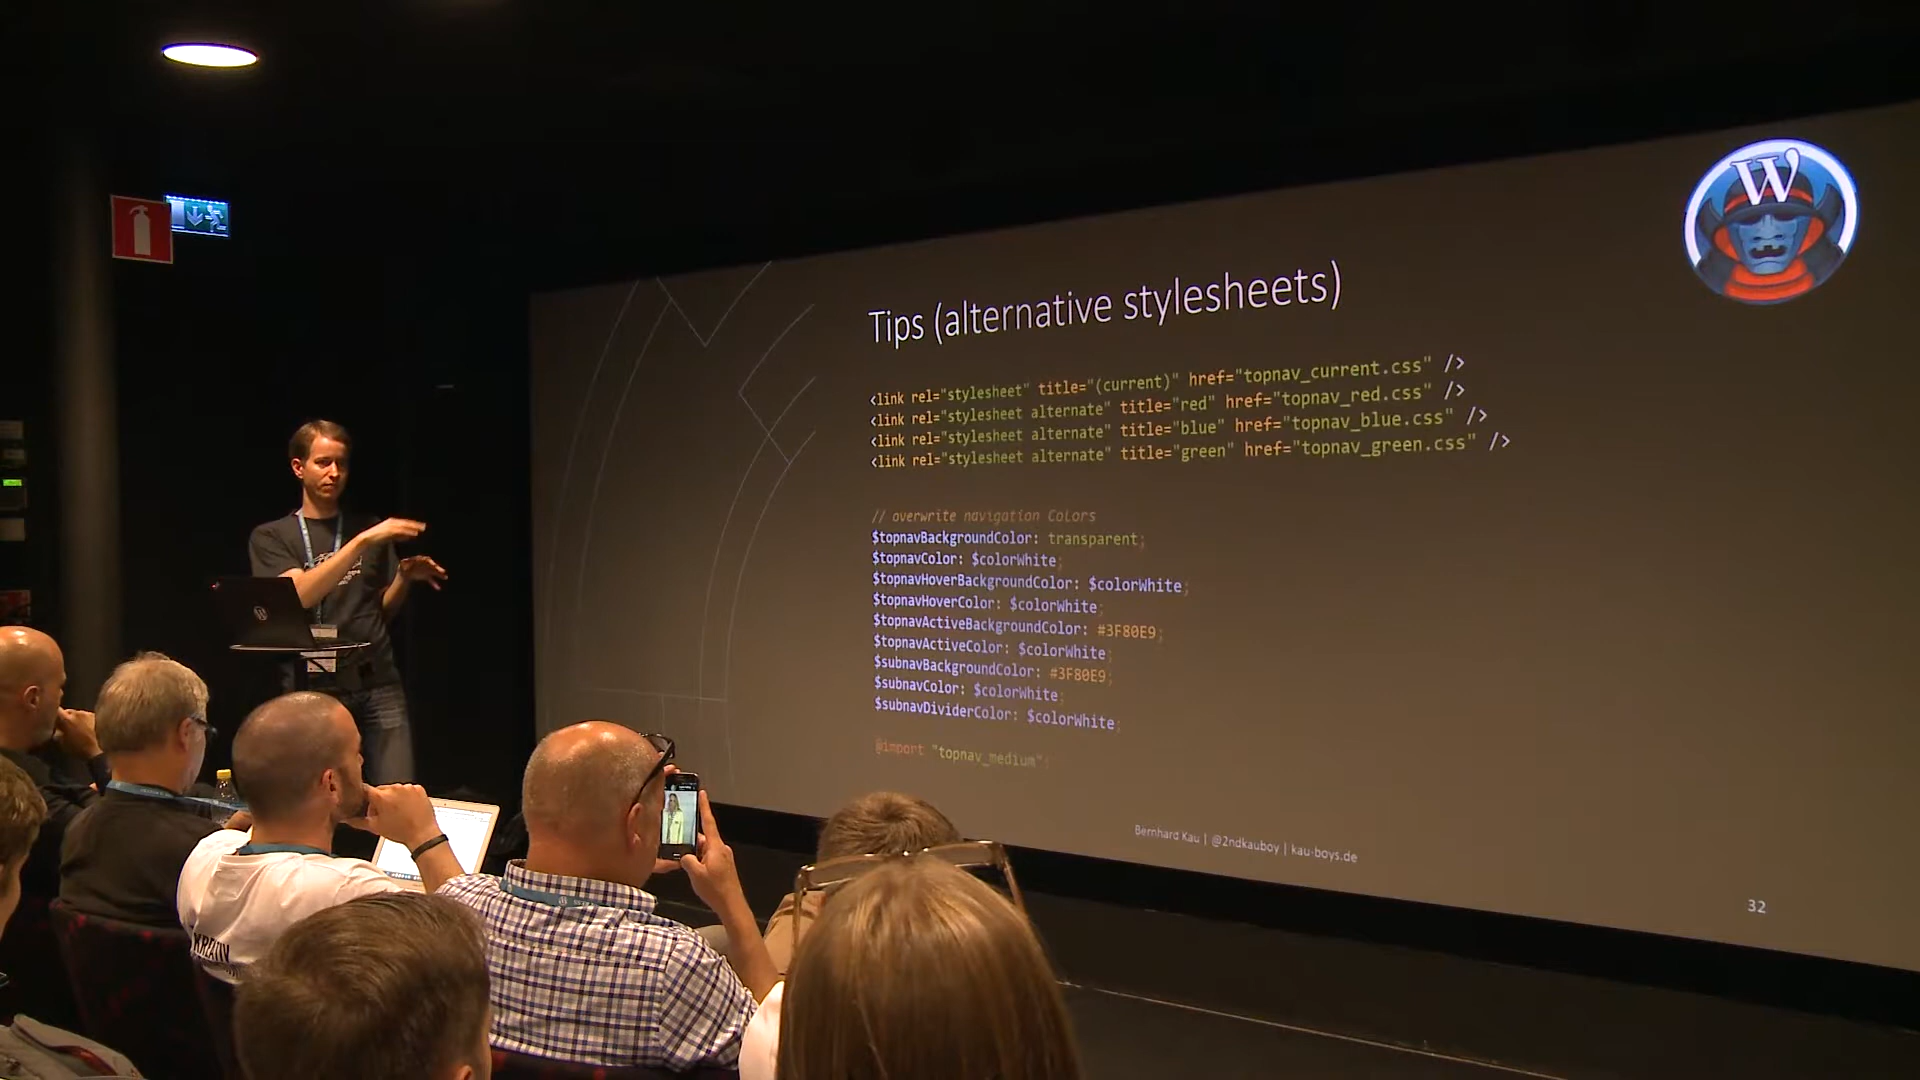 W
Tips (alternative stylesheets)
<link rel="stylesheet" title="(current)" href="topnav_current.css" />
<link rel="stylesheet alternate" title="red" href="topnav_red.css" />
<link rel="stylesheet alternate" title="blue" href="topnav_blue.css" />
<link rel="stylesheet alternate" title="green" href="topnav_green.css" />
// overwrite navigation Colors
$topnavBackgroundColor: transparent;
$topnavColor: $colorWhite;
$topnavHoverBackgroundColor: $colorWhite;
$topnavHoverColor: $colorWhite;
$topnavActiveBackgroundColor: #3F80E9;
$topnavActiveColor: $colorWhite;
$subnavBackgroundColor: #3F80E9;
$subnavColor: $colorWhite;
$subnavDividerColor: $colorWhite;
@import "topnav_medium";
Bernhard Kau | @2ndkauboy | kau-boys.de
32